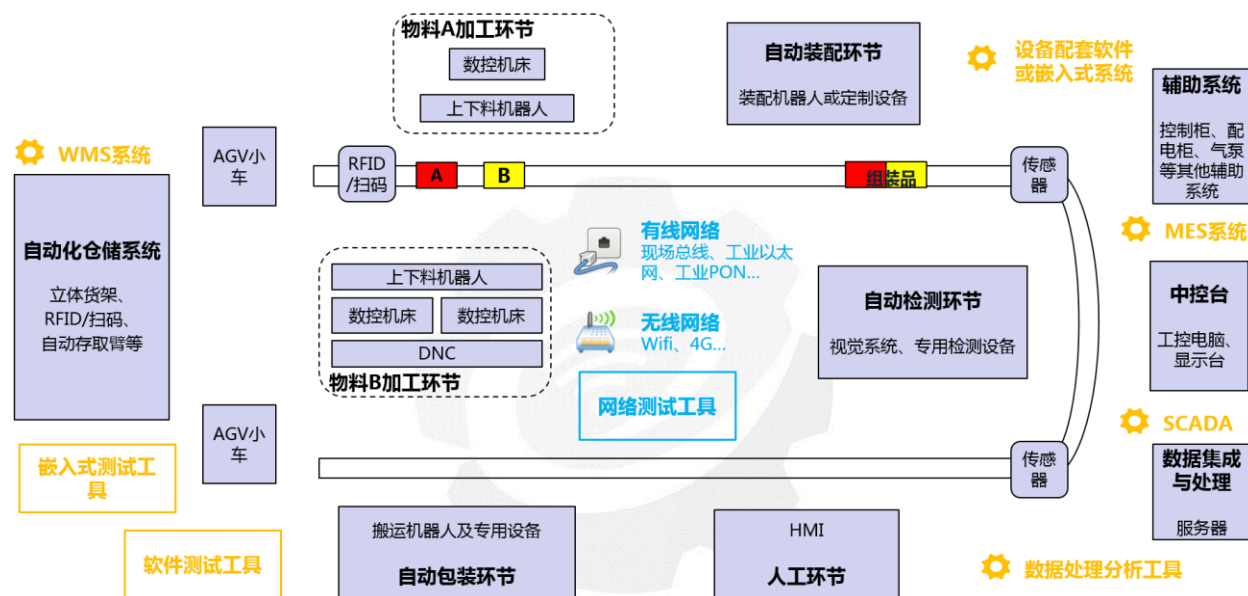 物料A加工环节
数控机床
上下料机器人
自动装配环节
装配机器人或定制设备
设备配套软件
或嵌入式系统
辅助系统
控制柜、配
电柜、气泵
等其他辅助
系统
WMS系统
AGV小
车
RFID
/扫码
A
B
组装品
传感
器
自动化仓储系统
立体货架、
RFID/扫码、
自动存取臂等
有线网络
现场总线、工业以太
网、工业PON...
MES系统
上下料机器人
数控机床
数控机床
DNC
物料B加工环节
无线网络
Wifi、4G...
自动检测环节
视觉系统、专用检测设备
中控台
工控电脑、
显示台
网络测试工具
AGV小
车
SCADA
嵌入式测试工
具
传感
器
数据集成
与处理
服务器
软件测试工具
搬运机器人及专用设备
自动包装环节
HMI
人工环节
数据处理分析工具